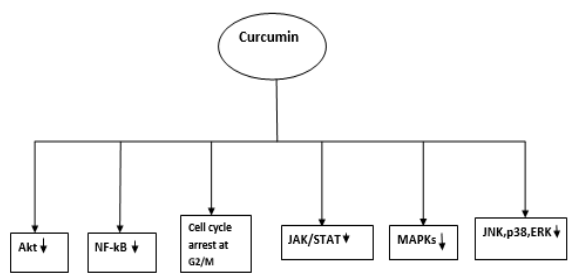 Curcumin
Akt ↓
NF-kB ↓
Cell cycle
arrest at
G2/M
JAK/STAT ↓
MAPKs ↓
JNK,p38,ERK ↓